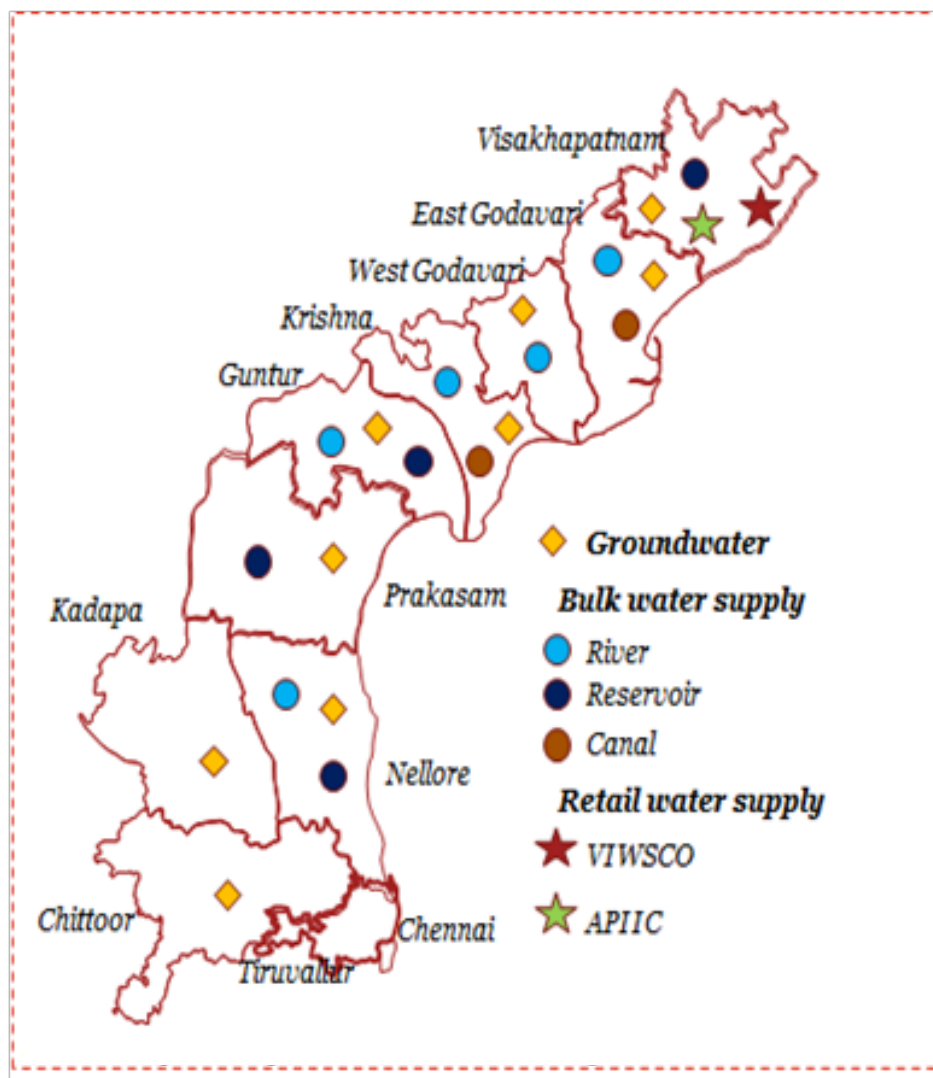 Visakhapatnam
East Godavari
West Godavari
Krishna
Guntur
Groundwater
Prakasam
Bulk water supply
Kadapa
River
Reservoir
Canal
Nellore
Retail water supply
VIWSCO
Chittoor
APIIC
Chennai
Tiruvallur